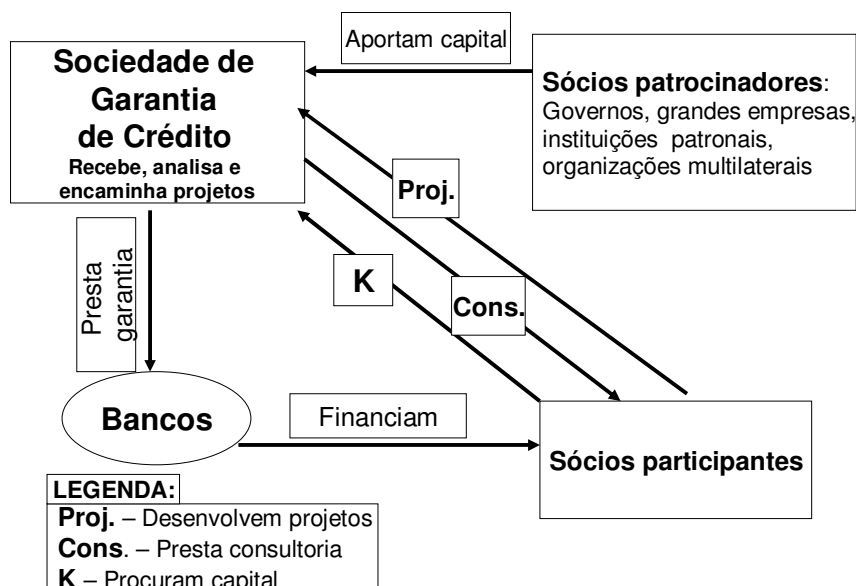 Aportam capital
Sociedade de
Garantia
de Crédito
Recebe, analisa e
encaminha projetos
Sócios patrocinadores:
Governos, grandes empresas,
instituições patronais,
organizações multilaterais
Proj.
K
Cons.
Presta
garantia
Bancos
Financiam
Sócios participantes
LEGENDA:
Proj. – Desenvolvem projetos
Cons. – Presta consultoria
K – Procuram capital